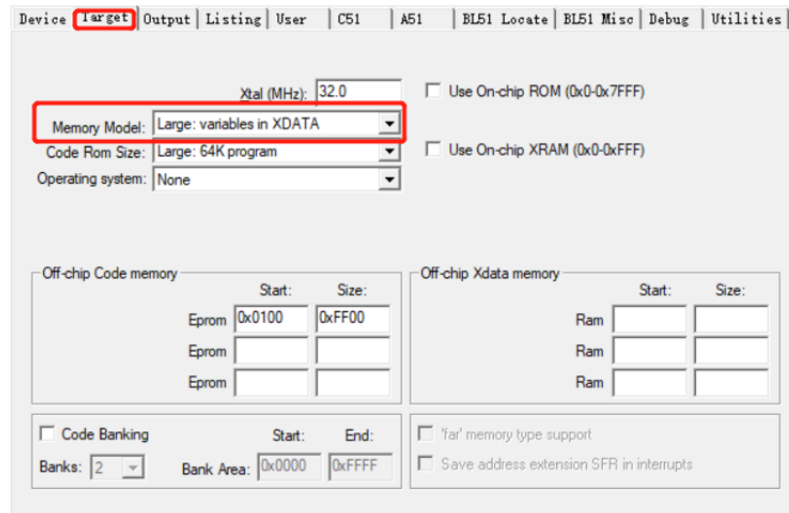 Device Target Output Listing User C51 A51 BL51 Locate BL51 Misc Debug Utilities
Xtal (MHz): 32.0 Use On-chip ROM (0x0-0x7FFF)
Memory Model: Large: variables in XDATA
Code Rom Size: Large: 64K program Use On-chip XRAM (0x0-0xFFF)
Operating system: None
Off-chip Code memory Off-chip Xdata memory
Start: Size: Start: Size:
Eprom 0x0100 0xFF00 Ram
Eprom Ram
Eprom Ram
Code Banking Start: End: 'far' memory type support
Banks: 2 Bank Area: 0x0000 0xFFFF Save address extension SFR in interrupts